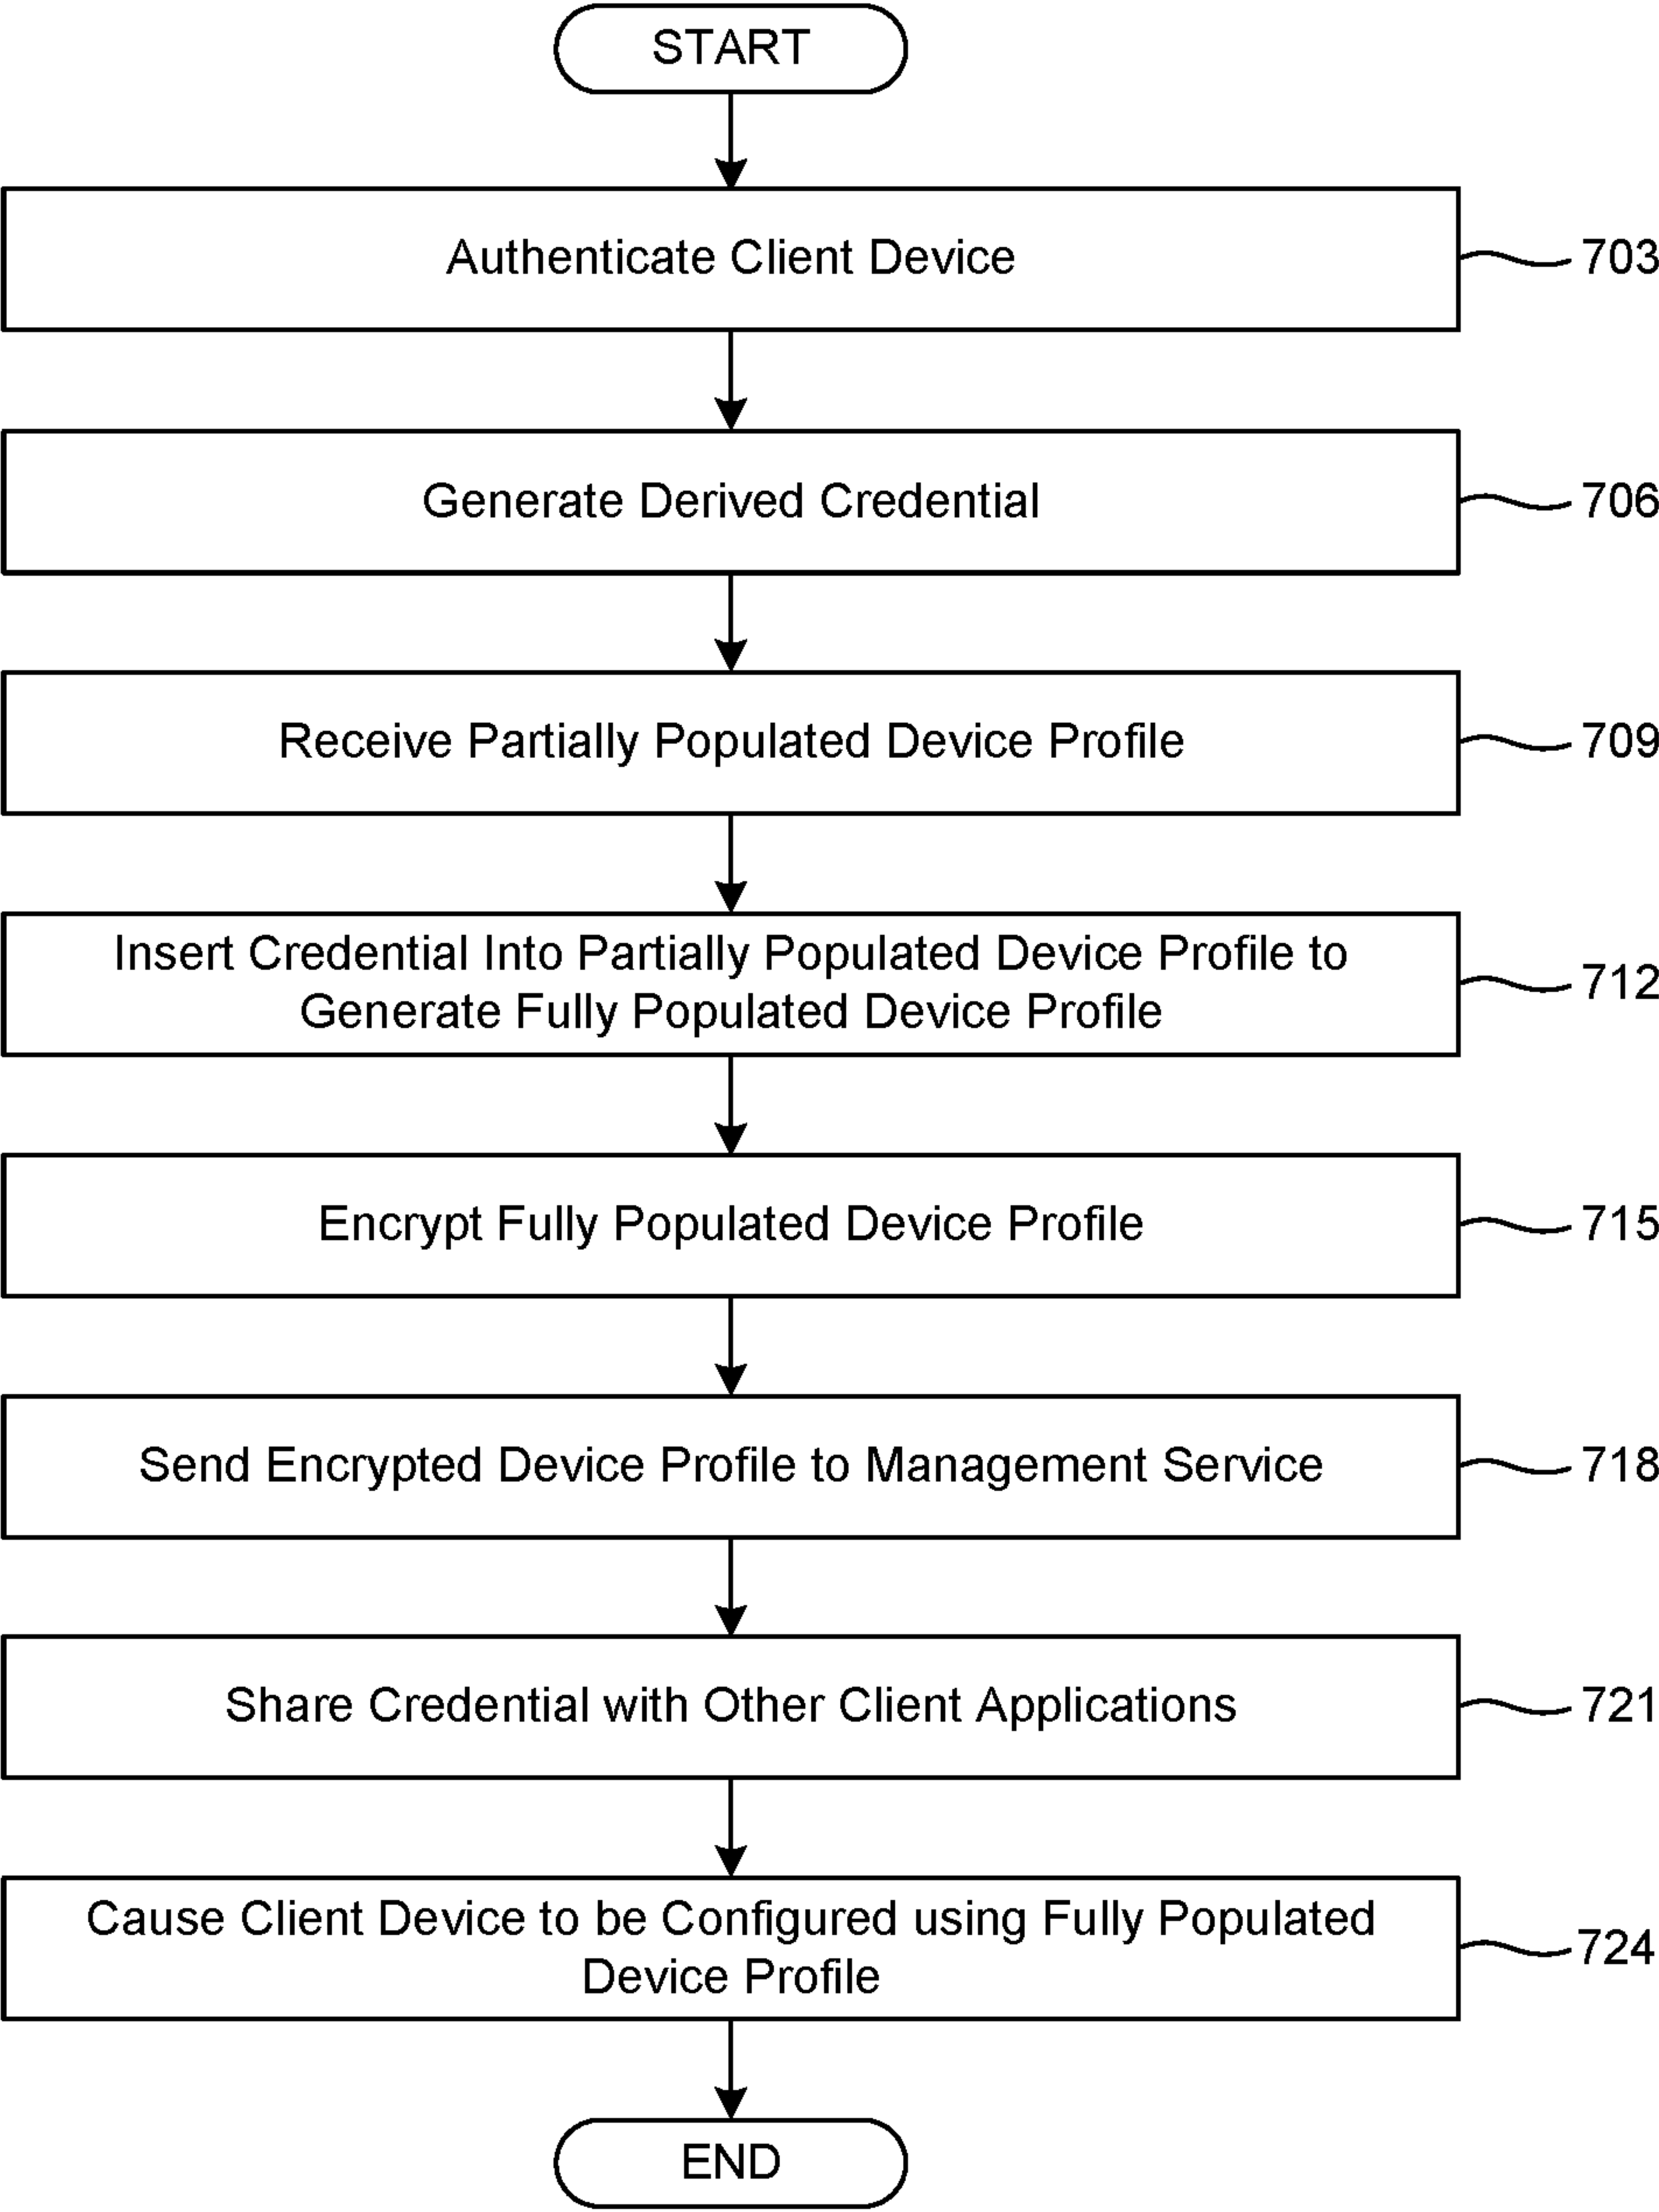 START
Authenticate Client Device
703
Generate Derived Credential
706
Receive Partially Populated Device Profile
709
Insert Credential Into Partially Populated Device Profile to
Generate Fully Populated Device Profile
712
Encrypt Fully Populated Device Profile
715
Send Encrypted Device Profile to Management Service
718
Share Credential with Other Client Applications
721
Cause Client Device to be Configured using Fully Populated
Device Profile
724
END